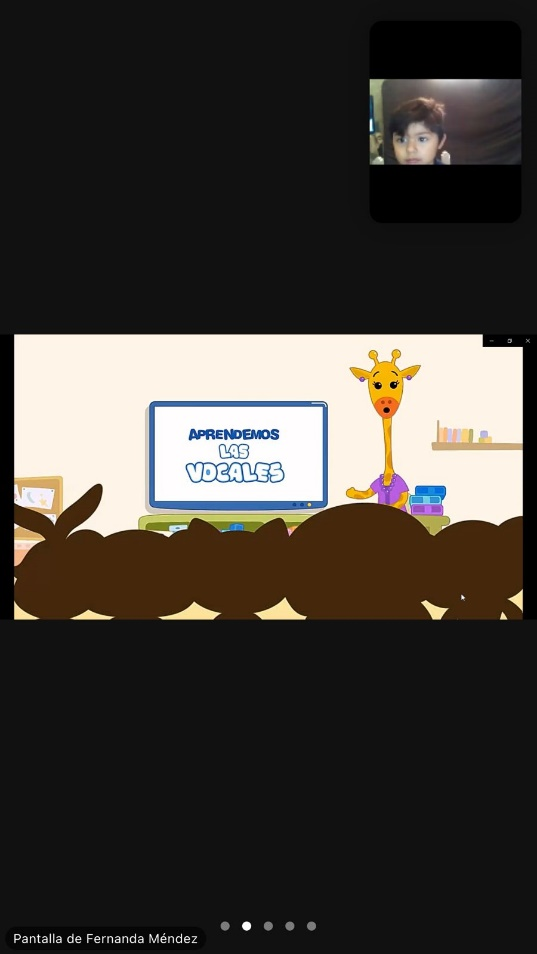 APRENDEMOS
LAS
VOCALES
Pantalla de Fernanda Méndez